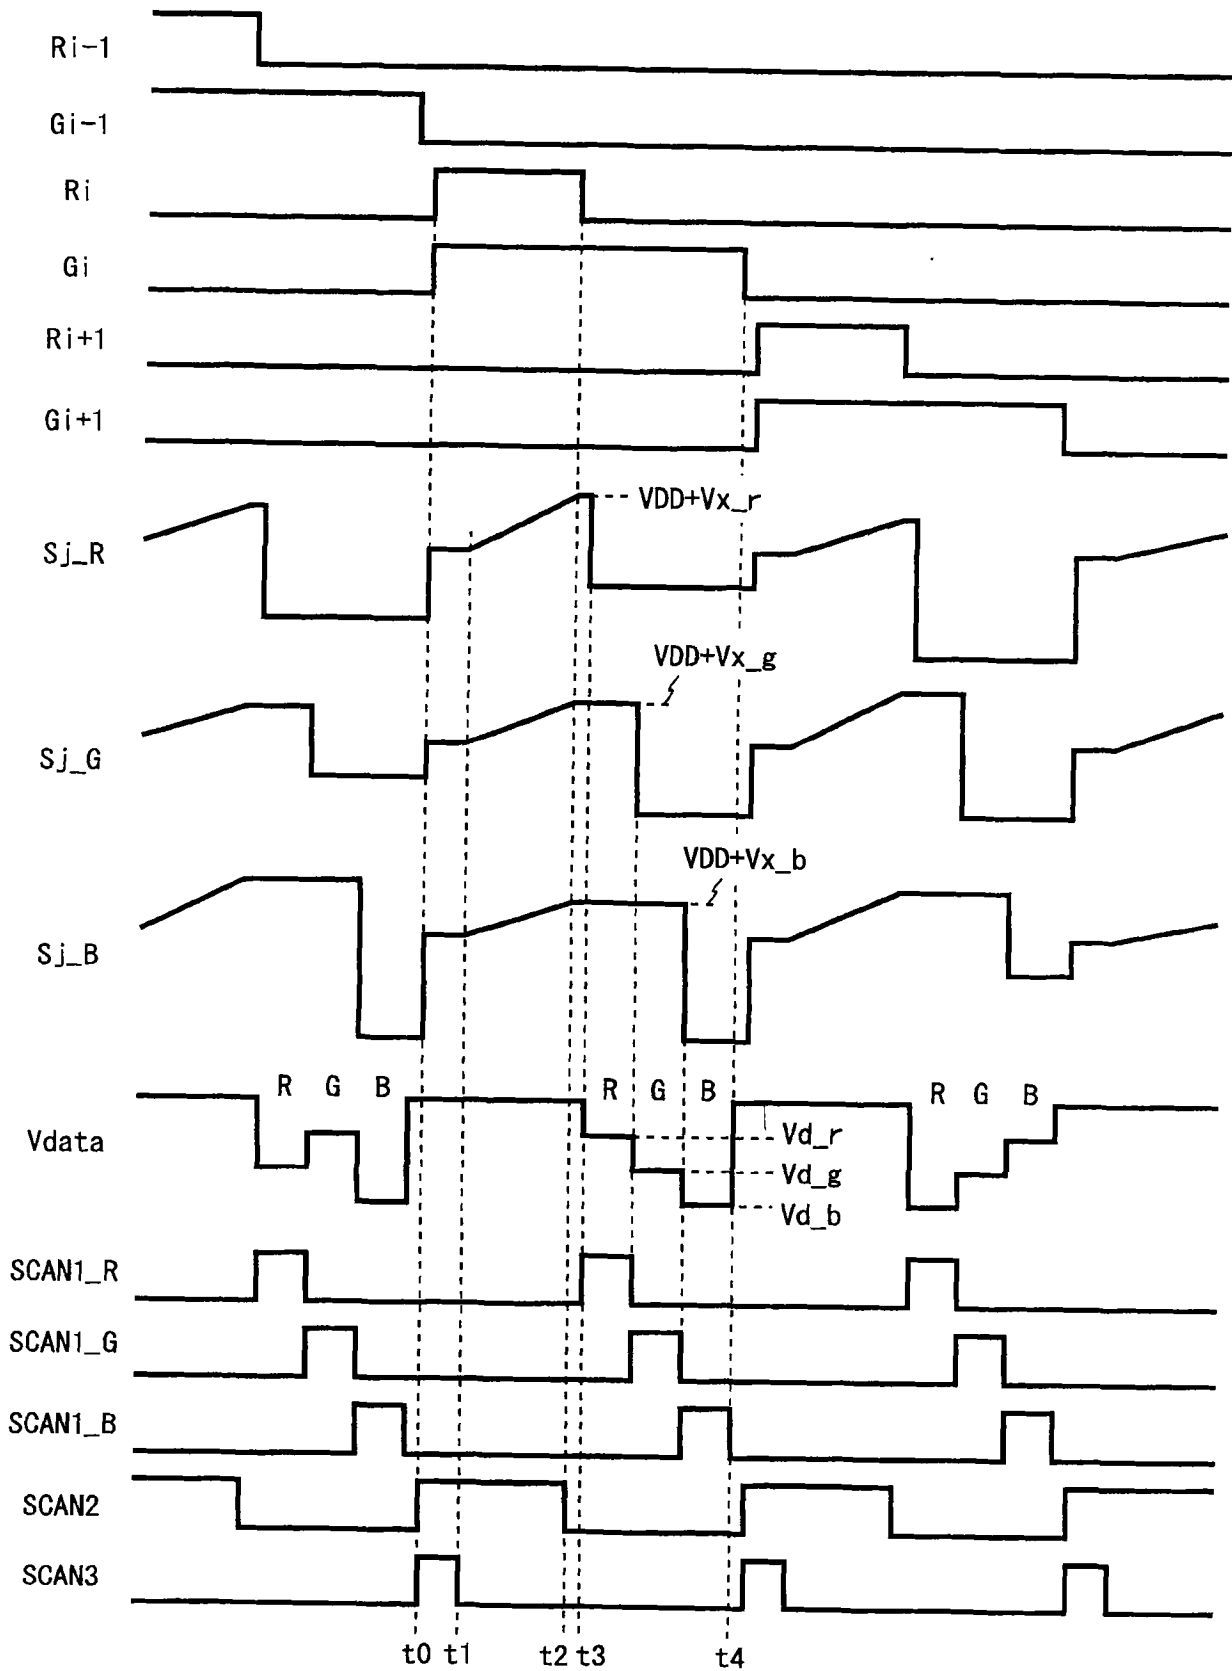 Ri-1
Gi-1
Ri
Gi
Ri+1
Gi+1
VDD+Vx_r
Sj_R
VDD+Vx_g
Sj_G
VDD+Vx_b
Sj_B
R G B R G B R G B
Vdata
Vd_r
Vd_g
Vd_b
SCAN1_R
SCAN1_G
SCAN1_B
SCAN2
SCAN3
t0 t1 t2 t3 t4